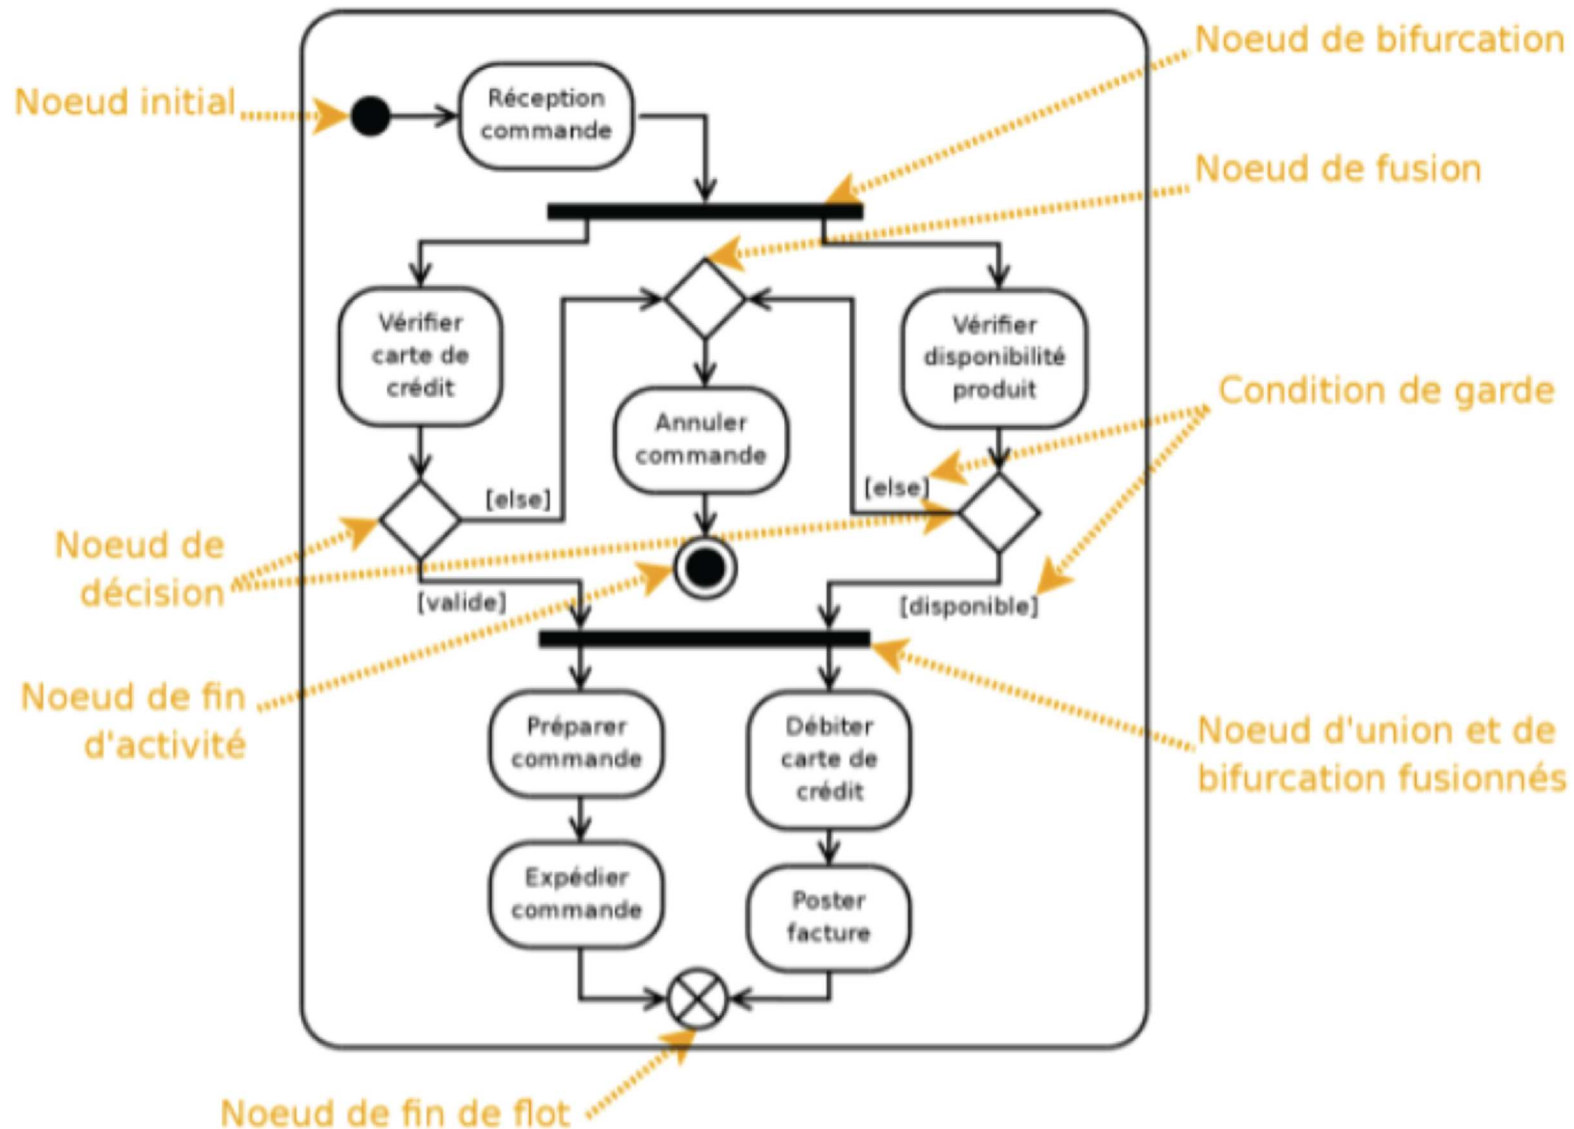 Noeud de bifurcation
Noeud initial
Réception
commande
Noeud de fusion
Vérifier
carte de
crédit
Vérifier
disponibilité
produit
Condition de garde
Annuler
commande
[else]
[else]
Noeud de
décision
[valide]
[disponible]
Noeud de fin
d'activité
Préparer
commande
Débiter
carte de
crédit
Noeud d'union et de
bifurcation fusionnés
Expédier
commande
Poster
facture
Noeud de fin de flot